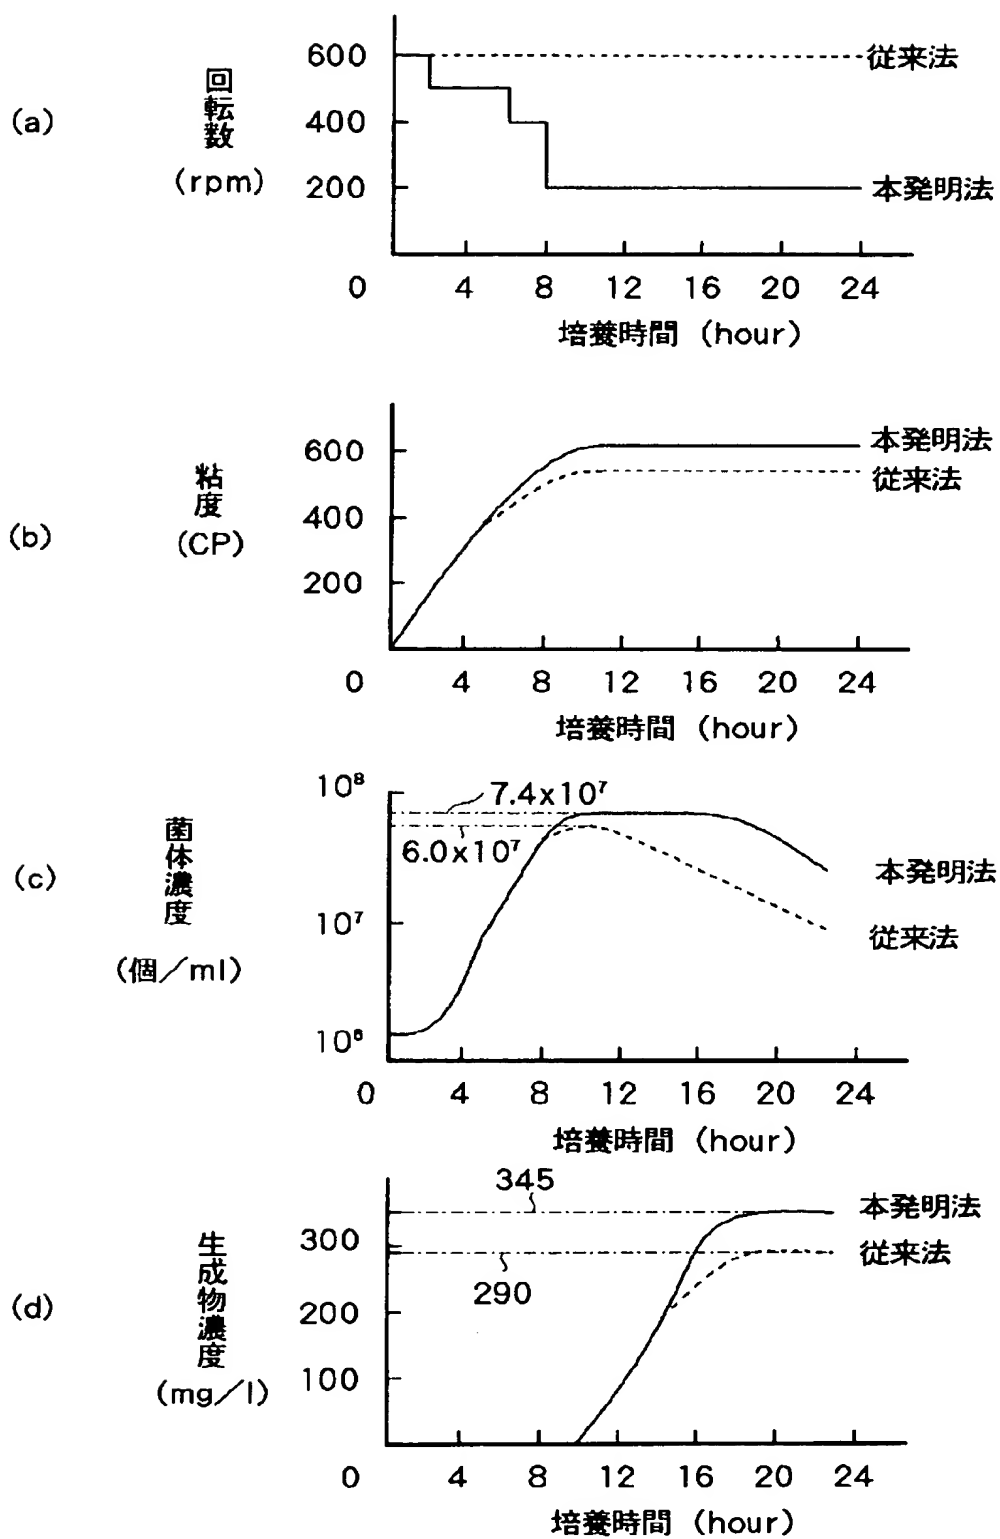 (a)
回転数
(rpm)
600
400
200
従来法
本発明法
0 4 8 12 16 20 24
培養時間 (hour)
(b)
粘度
(CP)
600
400
200
本発明法
従来法
0 4 8 12 16 20 24
培養時間 (hour)
(c)
菌体濃度
(個/ml)
10⁸
10⁷
10⁶
7.4x10⁷
6.0x10⁷
本発明法
従来法
0 4 8 12 16 20 24
培養時間 (hour)
(d)
生成物濃度
(mg/l)
300
200
100
345
290
本発明法
従来法
0 4 8 12 16 20 24
培養時間 (hour)